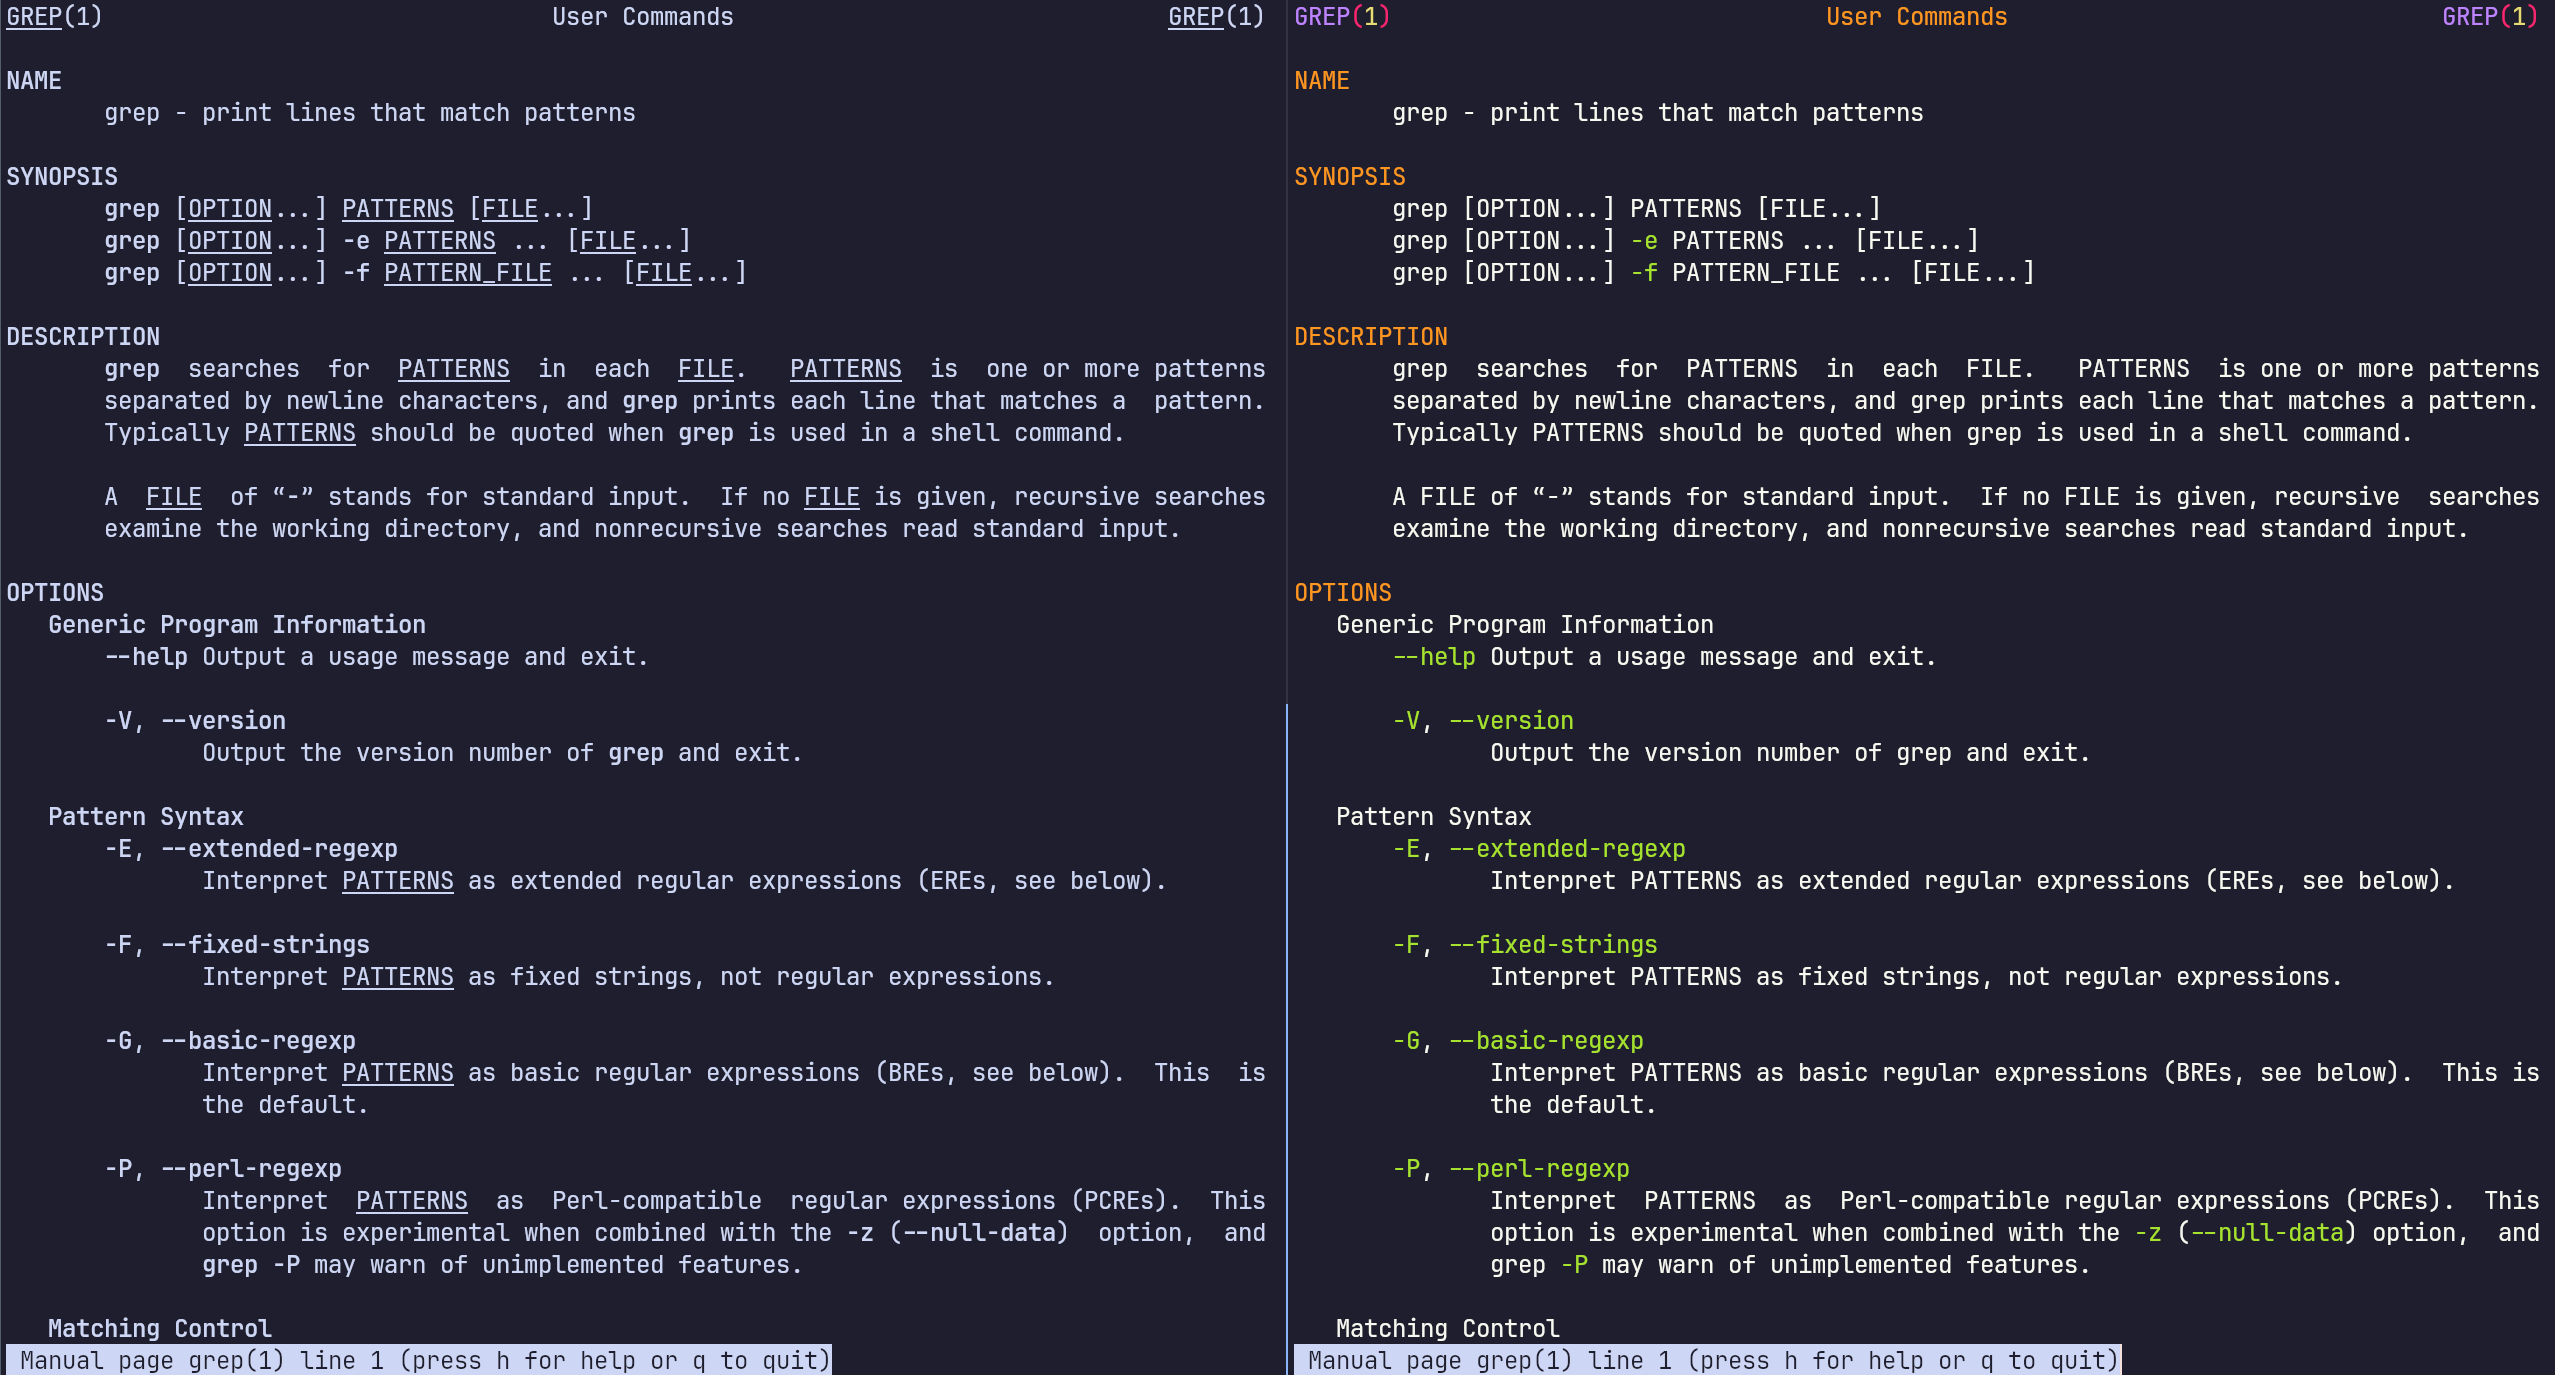 GREP(1) User Commands GREP(1)
NAME
grep - print lines that match patterns
SYNOPSIS
grep [OPTION...] PATTERNS [FILE...]
grep [OPTION...] -e PATTERNS ... [FILE...]
grep [OPTION...] -f PATTERN_FILE ... [FILE...]
DESCRIPTION
grep searches for PATTERNS in each FILE. PATTERNS is one or more patterns
separated by newline characters, and grep prints each line that matches a pattern.
Typically PATTERNS should be quoted when grep is used in a shell command.
A FILE of “-” stands for standard input. If no FILE is given, recursive searches
examine the working directory, and nonrecursive searches read standard input.
OPTIONS
Generic Program Information
--help Output a usage message and exit.
-V, --version
Output the version number of grep and exit.
Pattern Syntax
-E, --extended-regexp
Interpret PATTERNS as extended regular expressions (EREs, see below).
-F, --fixed-strings
Interpret PATTERNS as fixed strings, not regular expressions.
-G, --basic-regexp
Interpret PATTERNS as basic regular expressions (BREs, see below). This is
the default.
-P, --perl-regexp
Interpret PATTERNS as Perl-compatible regular expressions (PCREs). This
option is experimental when combined with the -z (--null-data) option, and
grep -P may warn of unimplemented features.
Matching Control
Manual page grep(1) line 1 (press h for help or q to quit)
GREP(1) User Commands GREP(1)
NAME
grep - print lines that match patterns
SYNOPSIS
grep [OPTION...] PATTERNS [FILE...]
grep [OPTION...] -e PATTERNS ... [FILE...]
grep [OPTION...] -f PATTERN_FILE ... [FILE...]
DESCRIPTION
grep searches for PATTERNS in each FILE. PATTERNS is one or more patterns
separated by newline characters, and grep prints each line that matches a pattern.
Typically PATTERNS should be quoted when grep is used in a shell command.
A FILE of “-” stands for standard input. If no FILE is given, recursive searches
examine the working directory, and nonrecursive searches read standard input.
OPTIONS
Generic Program Information
--help Output a usage message and exit.
-V, --version
Output the version number of grep and exit.
Pattern Syntax
-E, --extended-regexp
Interpret PATTERNS as extended regular expressions (EREs, see below).
-F, --fixed-strings
Interpret PATTERNS as fixed strings, not regular expressions.
-G, --basic-regexp
Interpret PATTERNS as basic regular expressions (BREs, see below). This is
the default.
-P, --perl-regexp
Interpret PATTERNS as Perl-compatible regular expressions (PCREs). This
option is experimental when combined with the -z (--null-data) option, and
grep -P may warn of unimplemented features.
Matching Control
Manual page grep(1) line 1 (press h for help or q to quit)